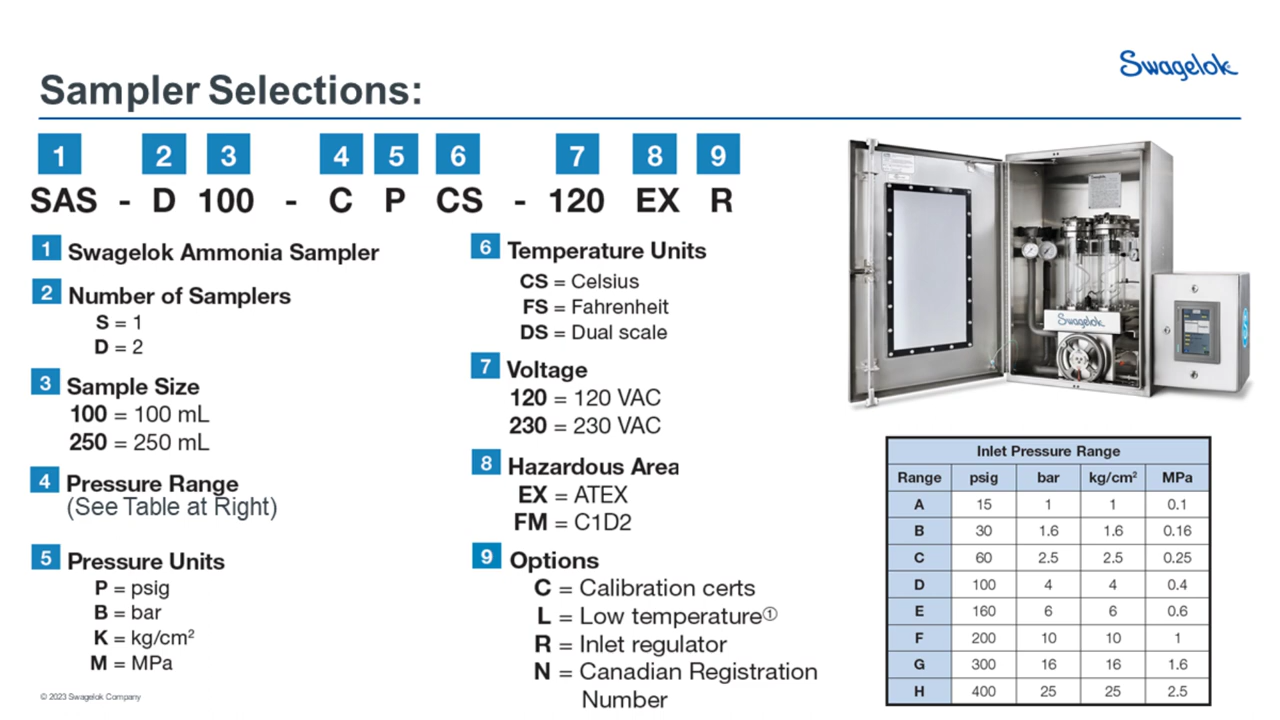 Swagelok
Sampler Selections:
1 2 3 4 5 6 7 8 9
SAS - D 100 - C P CS - 120 EX R
1 Swagelok Ammonia Sampler
2 Number of Samplers
S = 1
D = 2
3 Sample Size
100 = 100 mL
250 = 250 mL
4 Pressure Range
(See Table at Right)
5 Pressure Units
P = psig
B = bar
K = kg/cm²
M = MPa
6 Temperature Units
CS = Celsius
FS = Fahrenheit
DS = Dual scale
7 Voltage
120 = 120 VAC
230 = 230 VAC
8 Hazardous Area
EX = ATEX
FM = C1D2
9 Options
C = Calibration certs
L = Low temperature①
R = Inlet regulator
N = Canadian Registration
Number
Swagelok
Inlet Pressure Range
Range psig bar kg/cm² MPa
A 15 1 1 0.1
B 30 1.6 1.6 0.16
C 60 2.5 2.5 0.25
D 100 4 4 0.4
E 160 6 6 0.6
F 200 10 10 1
G 300 16 16 1.6
H 400 25 25 2.5
© 2023 Swagelok Company